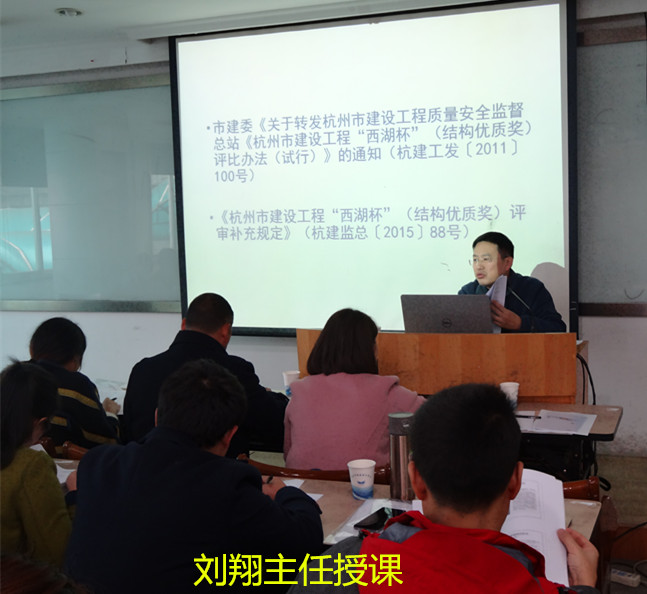 •市建委《关于转发杭州市建设工程质量安全监督
总站《杭州市建设工程“西湖杯”（结构优质奖）
评比办法（试行）》的通知（杭建工发〔2011〕
100号）
•《杭州市建设工程“西湖杯”（结构优质奖）评
审补充规定》（杭建监总〔2015〕88号）
刘翔主任授课